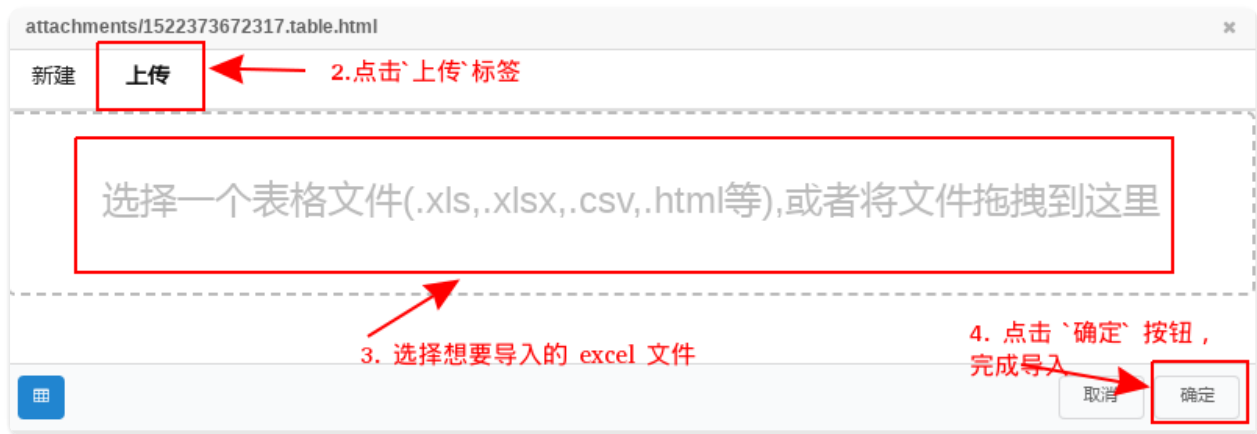 attachments/1522373672317.table.html
新建 上传 2.点击`上传`标签
选择一个表格文件(.xls,.xlsx,.csv,.html等),或者将文件拖拽到这里
3. 选择想要导入的 excel 文件
4. 点击 `确定` 按钮，
完成导入
取消 确定